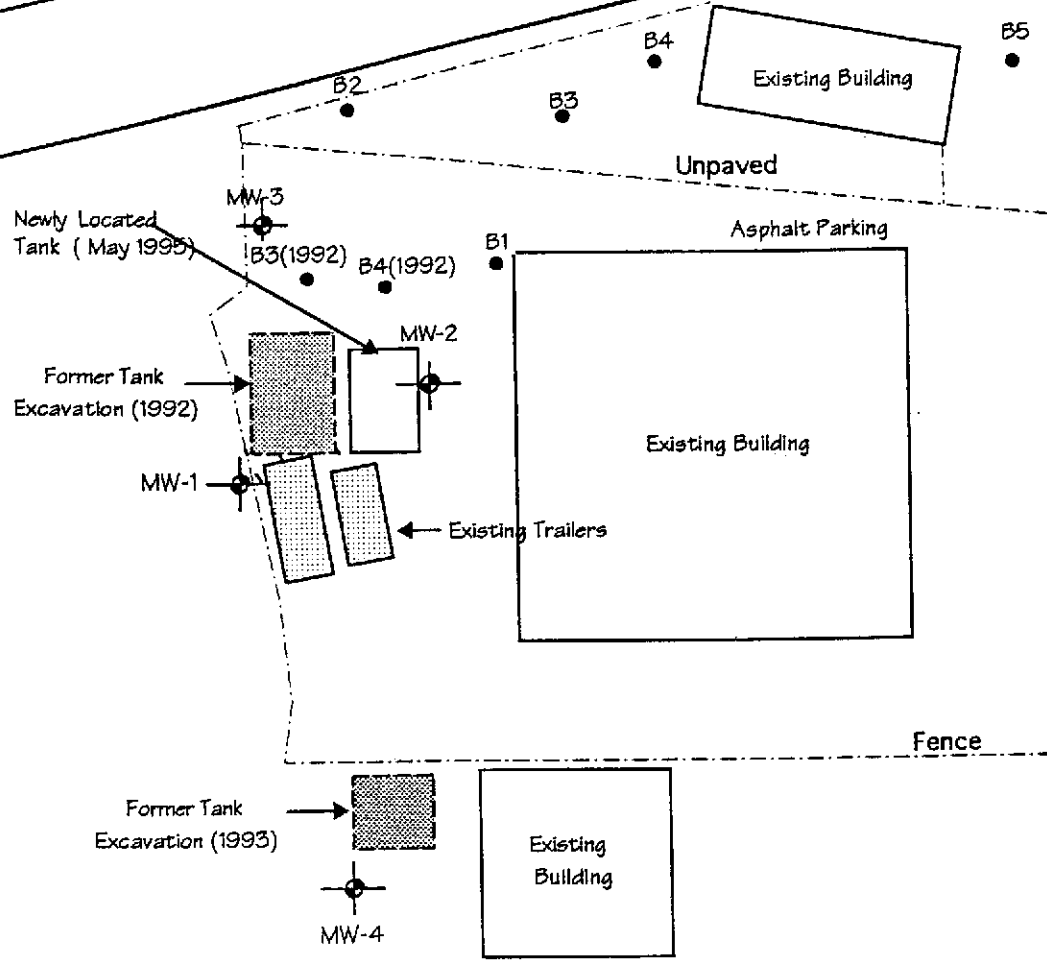 B4
B5
Existing Building
B2
B3
Unpaved
MW-3
Newly Located
Tank ( May 1995)
Asphalt Parking
B1
B3(1992)
B4(1992)
MW-2
Former Tank
Excavation (1992)
Existing Building
MW-1
Existing Trailers
Fence
Former Tank
Excavation (1993)
Existing
Building
MW-4